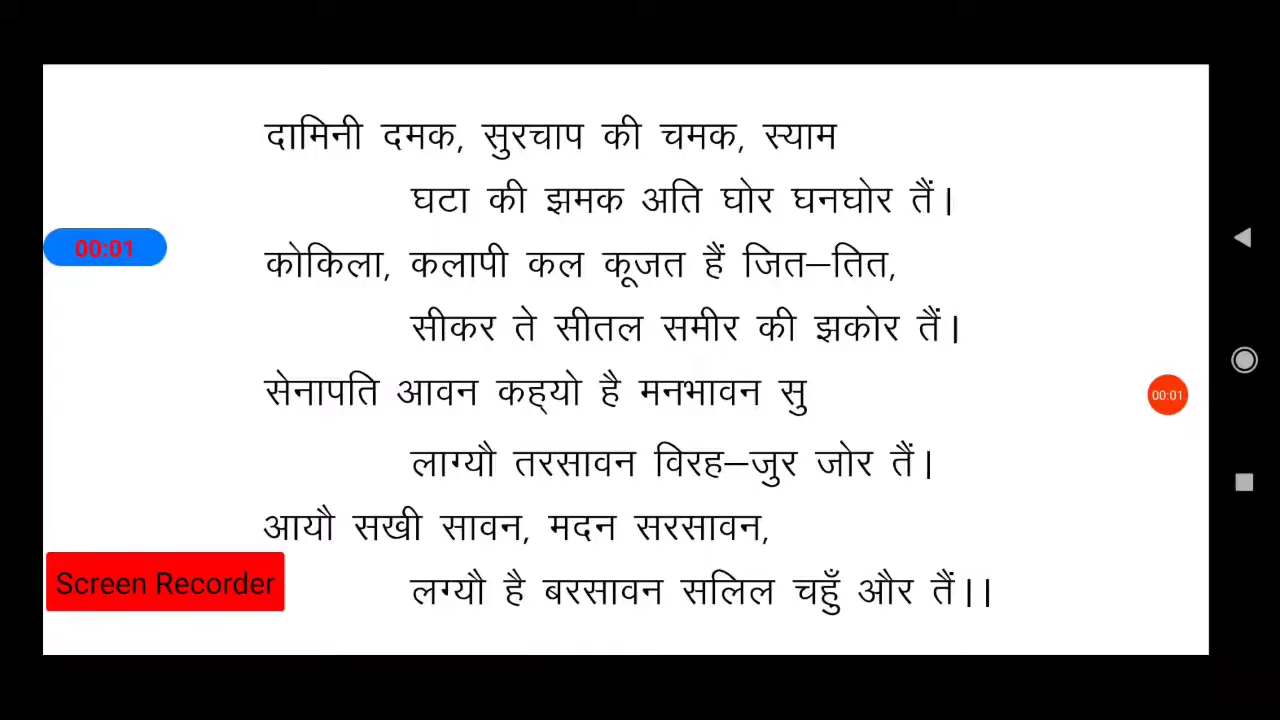 दामिनी दमक, सुरचाप की चमक, स्याम
घटा की झमक अति घोर घनघोर तैं।
00:01
कोकिला, कलापी कल कूजत हैं जित–तित,
सीकर ते सीतल समीर की झकोर तैं।
सेनापति आवन कह्यो है मनभावन सु
00:01
लाग्यौ तरसावन विरह–जुर जोर तैं।
आयौ सखी सावन, मदन सरसावन,
Screen Recorder
लग्यौ है बरसावन सलिल चहुँ और तैं।।